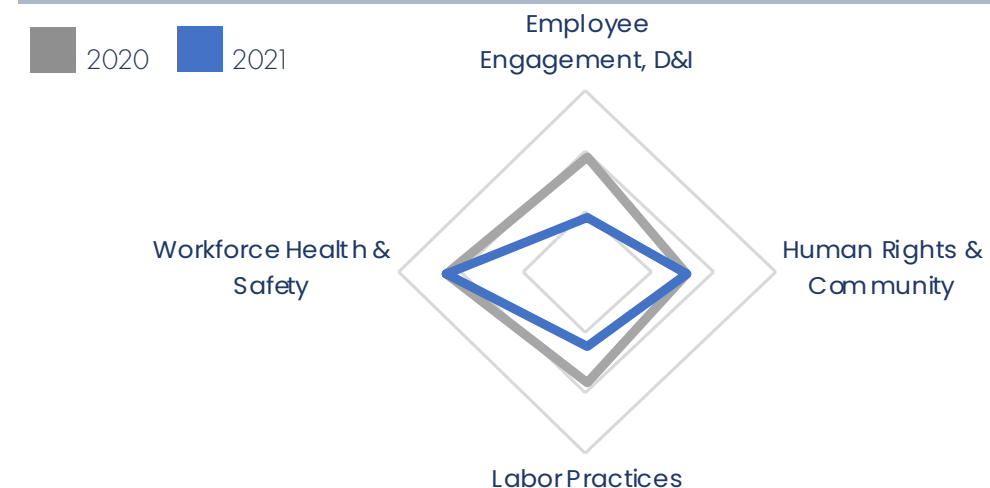 2020
2021
Employee
Engagement, D&I
Workforce Health &
Safety
Human Rights &
Community
Labor Practices